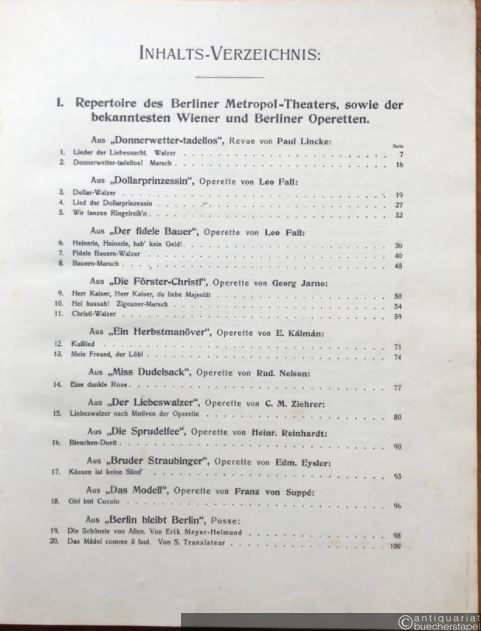 INHALTS-VERZEICHNIS:
I. Repertoire des Berliner Metropol-Theaters, sowie der
bekanntesten Wiener und Berliner Operetten.
Aus „Donnerwetter-tadellos", Revue von Paul Lincke:
Seite
1. Lieder der Liebesnacht. Walzer 7
2. Donnerwetter-tadellos! Marsch 16
Aus „Dollarprinzessin", Operette von Leo Fall:
3. Dollar-Walzer 19
4. Lied der Dollarprinzessin 27
5. Wir tanzen Ringelreih'n 32
Aus „Der fidele Bauer", Operette von Leo Fall:
6. Heinerle, Heinerle, hab' kein Geld! 36
7. Fidele Bauern-Walzer 40
8. Bauern-Marsch 48
Aus „Die Förster-Christl", Operette von Georg Jarno:
9. Herr Kaiser, Herr Kaiser, du liebe Majestät 50
10. Hei hussah! Zigeuner-Marsch 54
11. Christl-Walzer 59
Aus „Ein Herbstmanöver", Operette von E. Kálmán:
12. Kußlied 71
13. Mein Freund, der Löbl 74
Aus „Miss Dudelsack", Operette von Rud. Nelson:
14. Eine dunkle Rose 77
Aus „Der Liebeswalzer", Operette von C. M. Ziehrer:
15. Liebeswalzer nach Motiven der Operette 80
Aus „Die Sprudelfee", Operette von Heinr. Reinhardt:
16. Bienchen-Duett 90
Aus „Bruder Straubinger", Operette von Edm. Eysler:
17. Küssen ist keine Sünd' 93
Aus „Das Modell", Operette von Franz von Suppé:
18. Giri biri Cocolo 96
Aus „Berlin bleibt Berlin", Posse:
19. Die Schönste von Allen. Von Erik Meyer-Helmund 98
20. Das Mädel comme il faut. Von S. Translateur 100
© antiquariat
buecherstapel